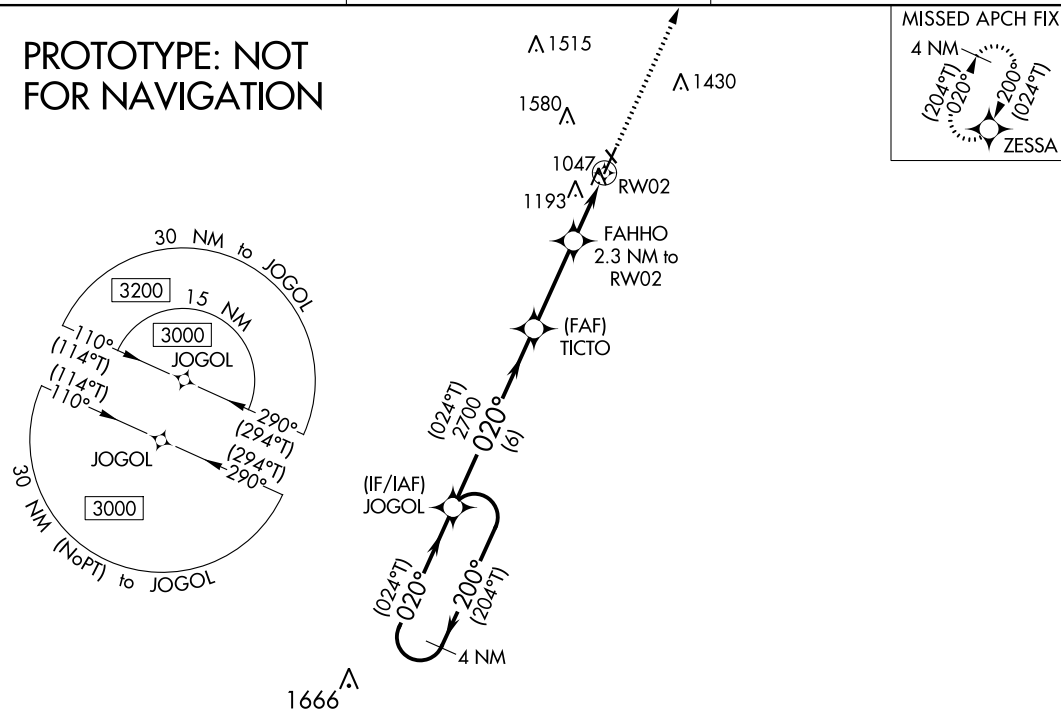 PROTOTYPE: NOT
FOR NAVIGATION
1515
1430
1580
1047
RW02
1193
FAHHO
2.3 NM to
RW02
(FAF)
TICTO
(024°T)
2700
020°
(6)
(IF/IAF)
JOGOL
(024°T)
020°
200°
(204°T)
4 NM
1666
MISSED APCH FIX
4 NM
(204°T)
020°
200°
(024°T)
ZESSA
30 NM to JOGOL
3200
15 NM
3000
JOGOL
110°
(114°T)
290°
(294°T)
(114°T)
110°
JOGOL
(294°T)
290°
3000
30 NM (NoPT) to JOGOL